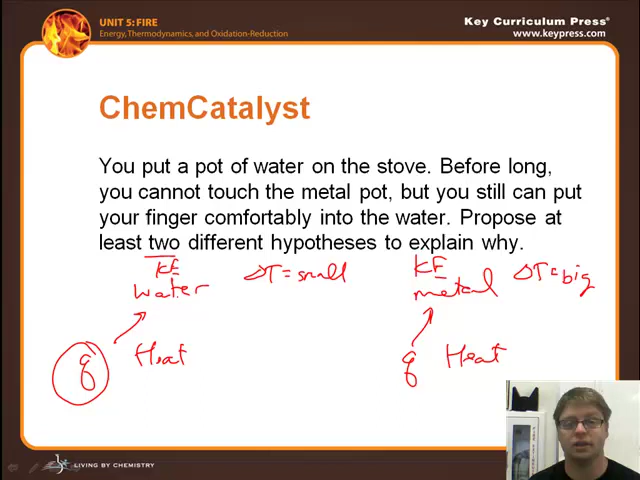 UNIT 5: FIRE
Energy, Thermodynamics, and Oxidation-Reduction
Key Curriculum Press®
www.keypress.com
ChemCatalyst
You put a pot of water on the stove. Before long,
you cannot touch the metal pot, but you still can put
your finger comfortably into the water. Propose at
least two different hypotheses to explain why.
KE
water
ΔT = small
KE
metal
ΔT = big
q Heat
q Heat
LIVING BY CHEMISTRY